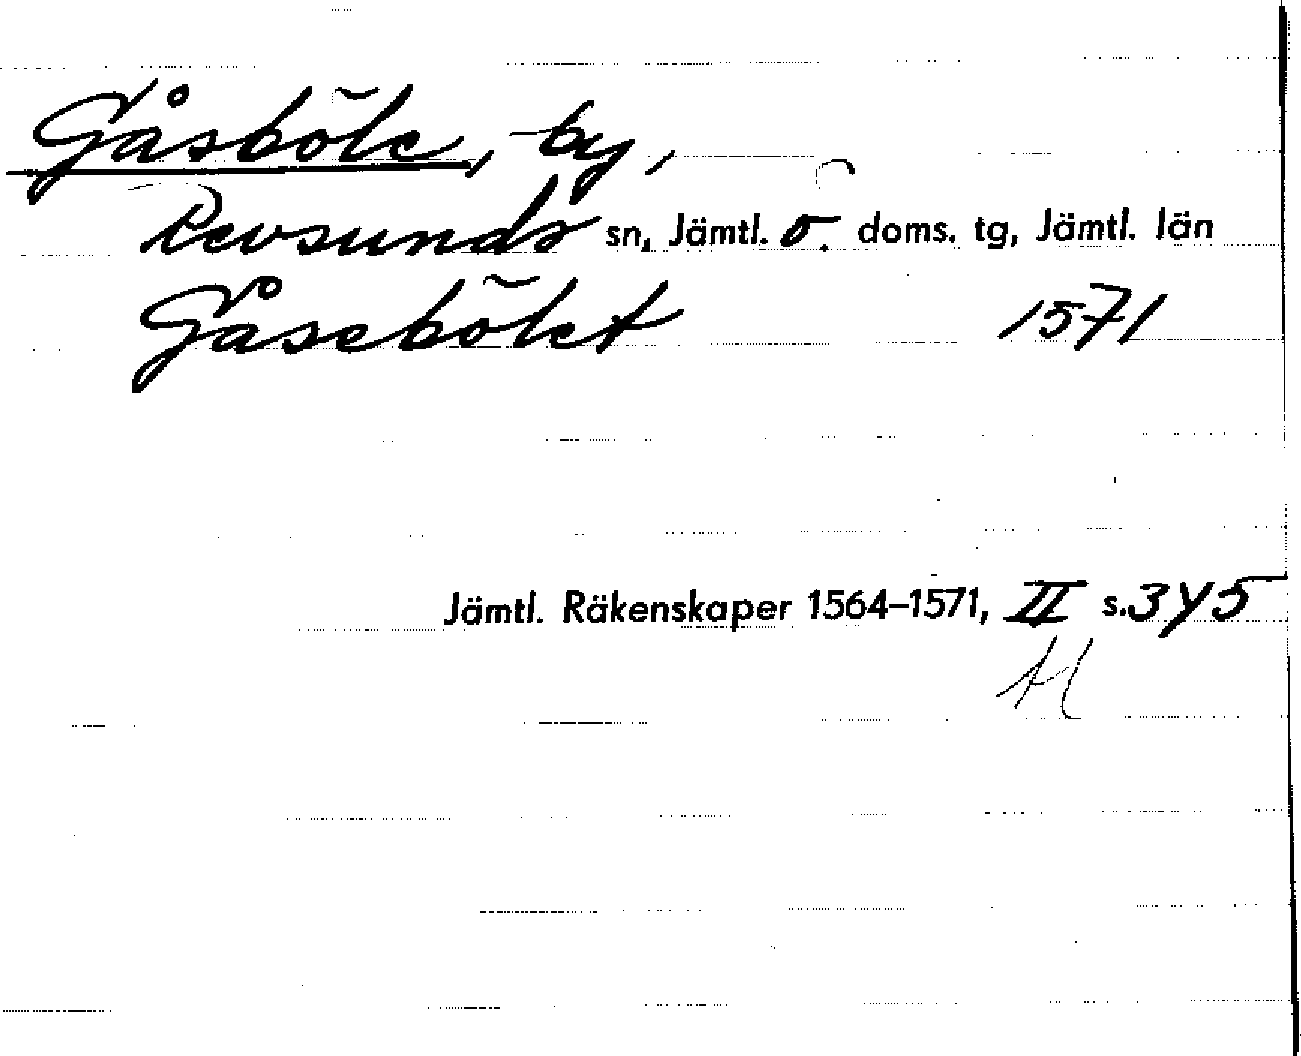 Gåsböle, by,
Revsunds sn, Jämtl. ö. doms. tg, Jämtl. län
Gåsebölet 1571
Jämtl. Räkenskaper 1564–1571, II s. 345